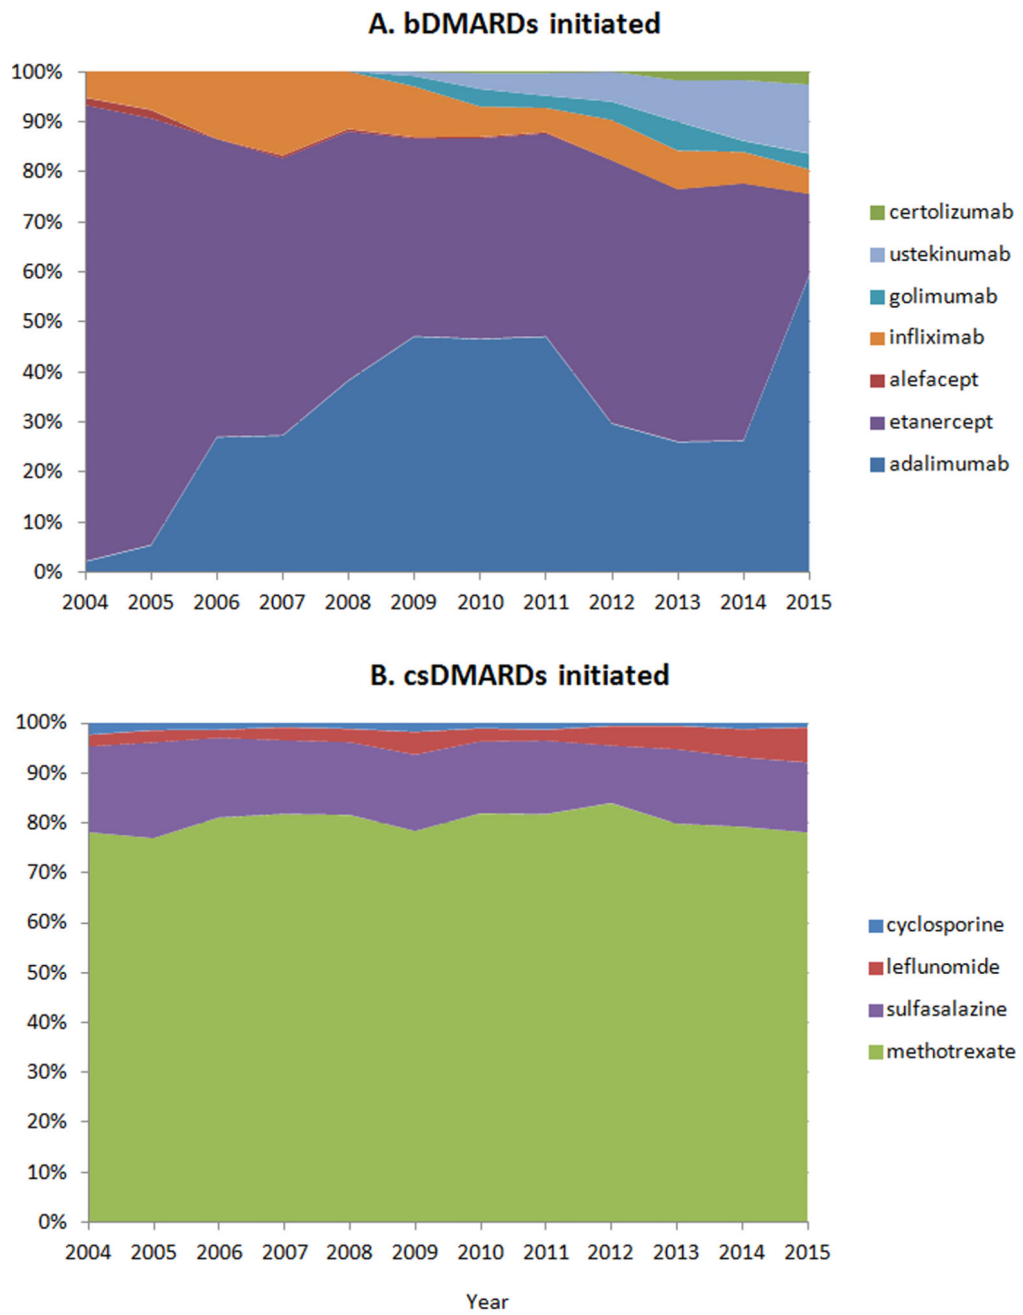 A. bDMARDs initiated
100%
90%
80%
70%
60%
50%
40%
30%
20%
10%
0%
2004 2005 2006 2007 2008 2009 2010 2011 2012 2013 2014 2015
certolizumab
ustekinumab
golimumab
infliximab
alefacept
etanercept
adalimumab
B. csDMARDs initiated
100%
90%
80%
70%
60%
50%
40%
30%
20%
10%
0%
2004 2005 2006 2007 2008 2009 2010 2011 2012 2013 2014 2015
Year
cyclosporine
leflunomide
sulfasalazine
methotrexate